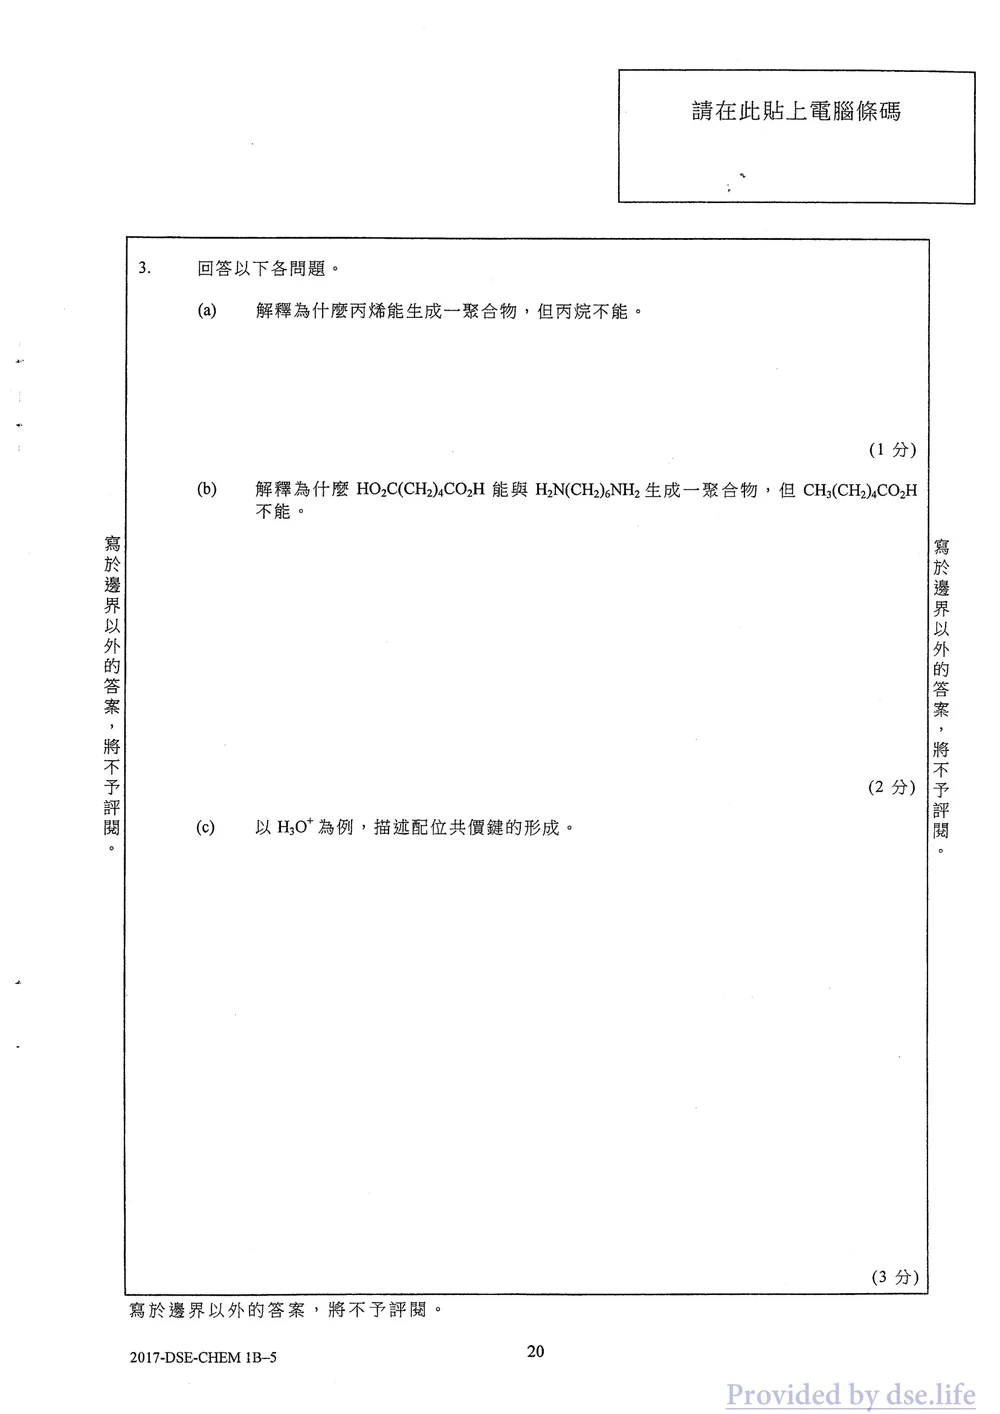 請在此貼上電腦條碼
3. 回答以下各問題。
(a) 解釋為什麼丙烯能生成一聚合物，但丙烷不能。
(1 分)
(b) 解釋為什麼 HO₂C(CH₂)₄CO₂H 能與 H₂N(CH₂)₆NH₂ 生成一聚合物，但 CH₃(CH₂)₄CO₂H
不能。
(2 分)
(c) 以 H₃O⁺ 為例，描述配位共價鍵的形成。
(3 分)
寫於邊界以外的答案，將不予評閱。
寫於邊界以外的答案，將不予評閱。
寫於邊界以外的答案，將不予評閱。
2017-DSE-CHEM 1B–5
20
Provided by dse.life